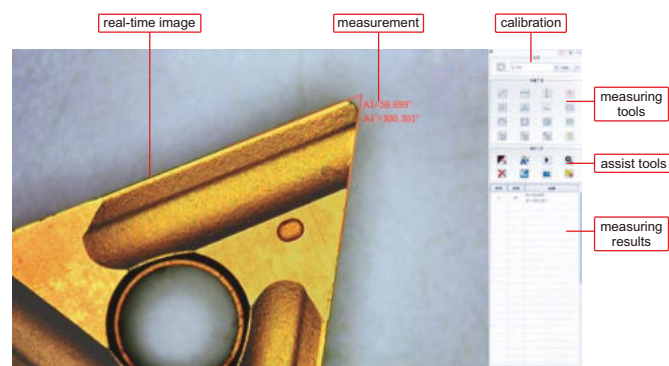 real-time image
measurement
calibration
A1=59.699°
A1'=300.301°
measuring
tools
assist tools
measuring
results